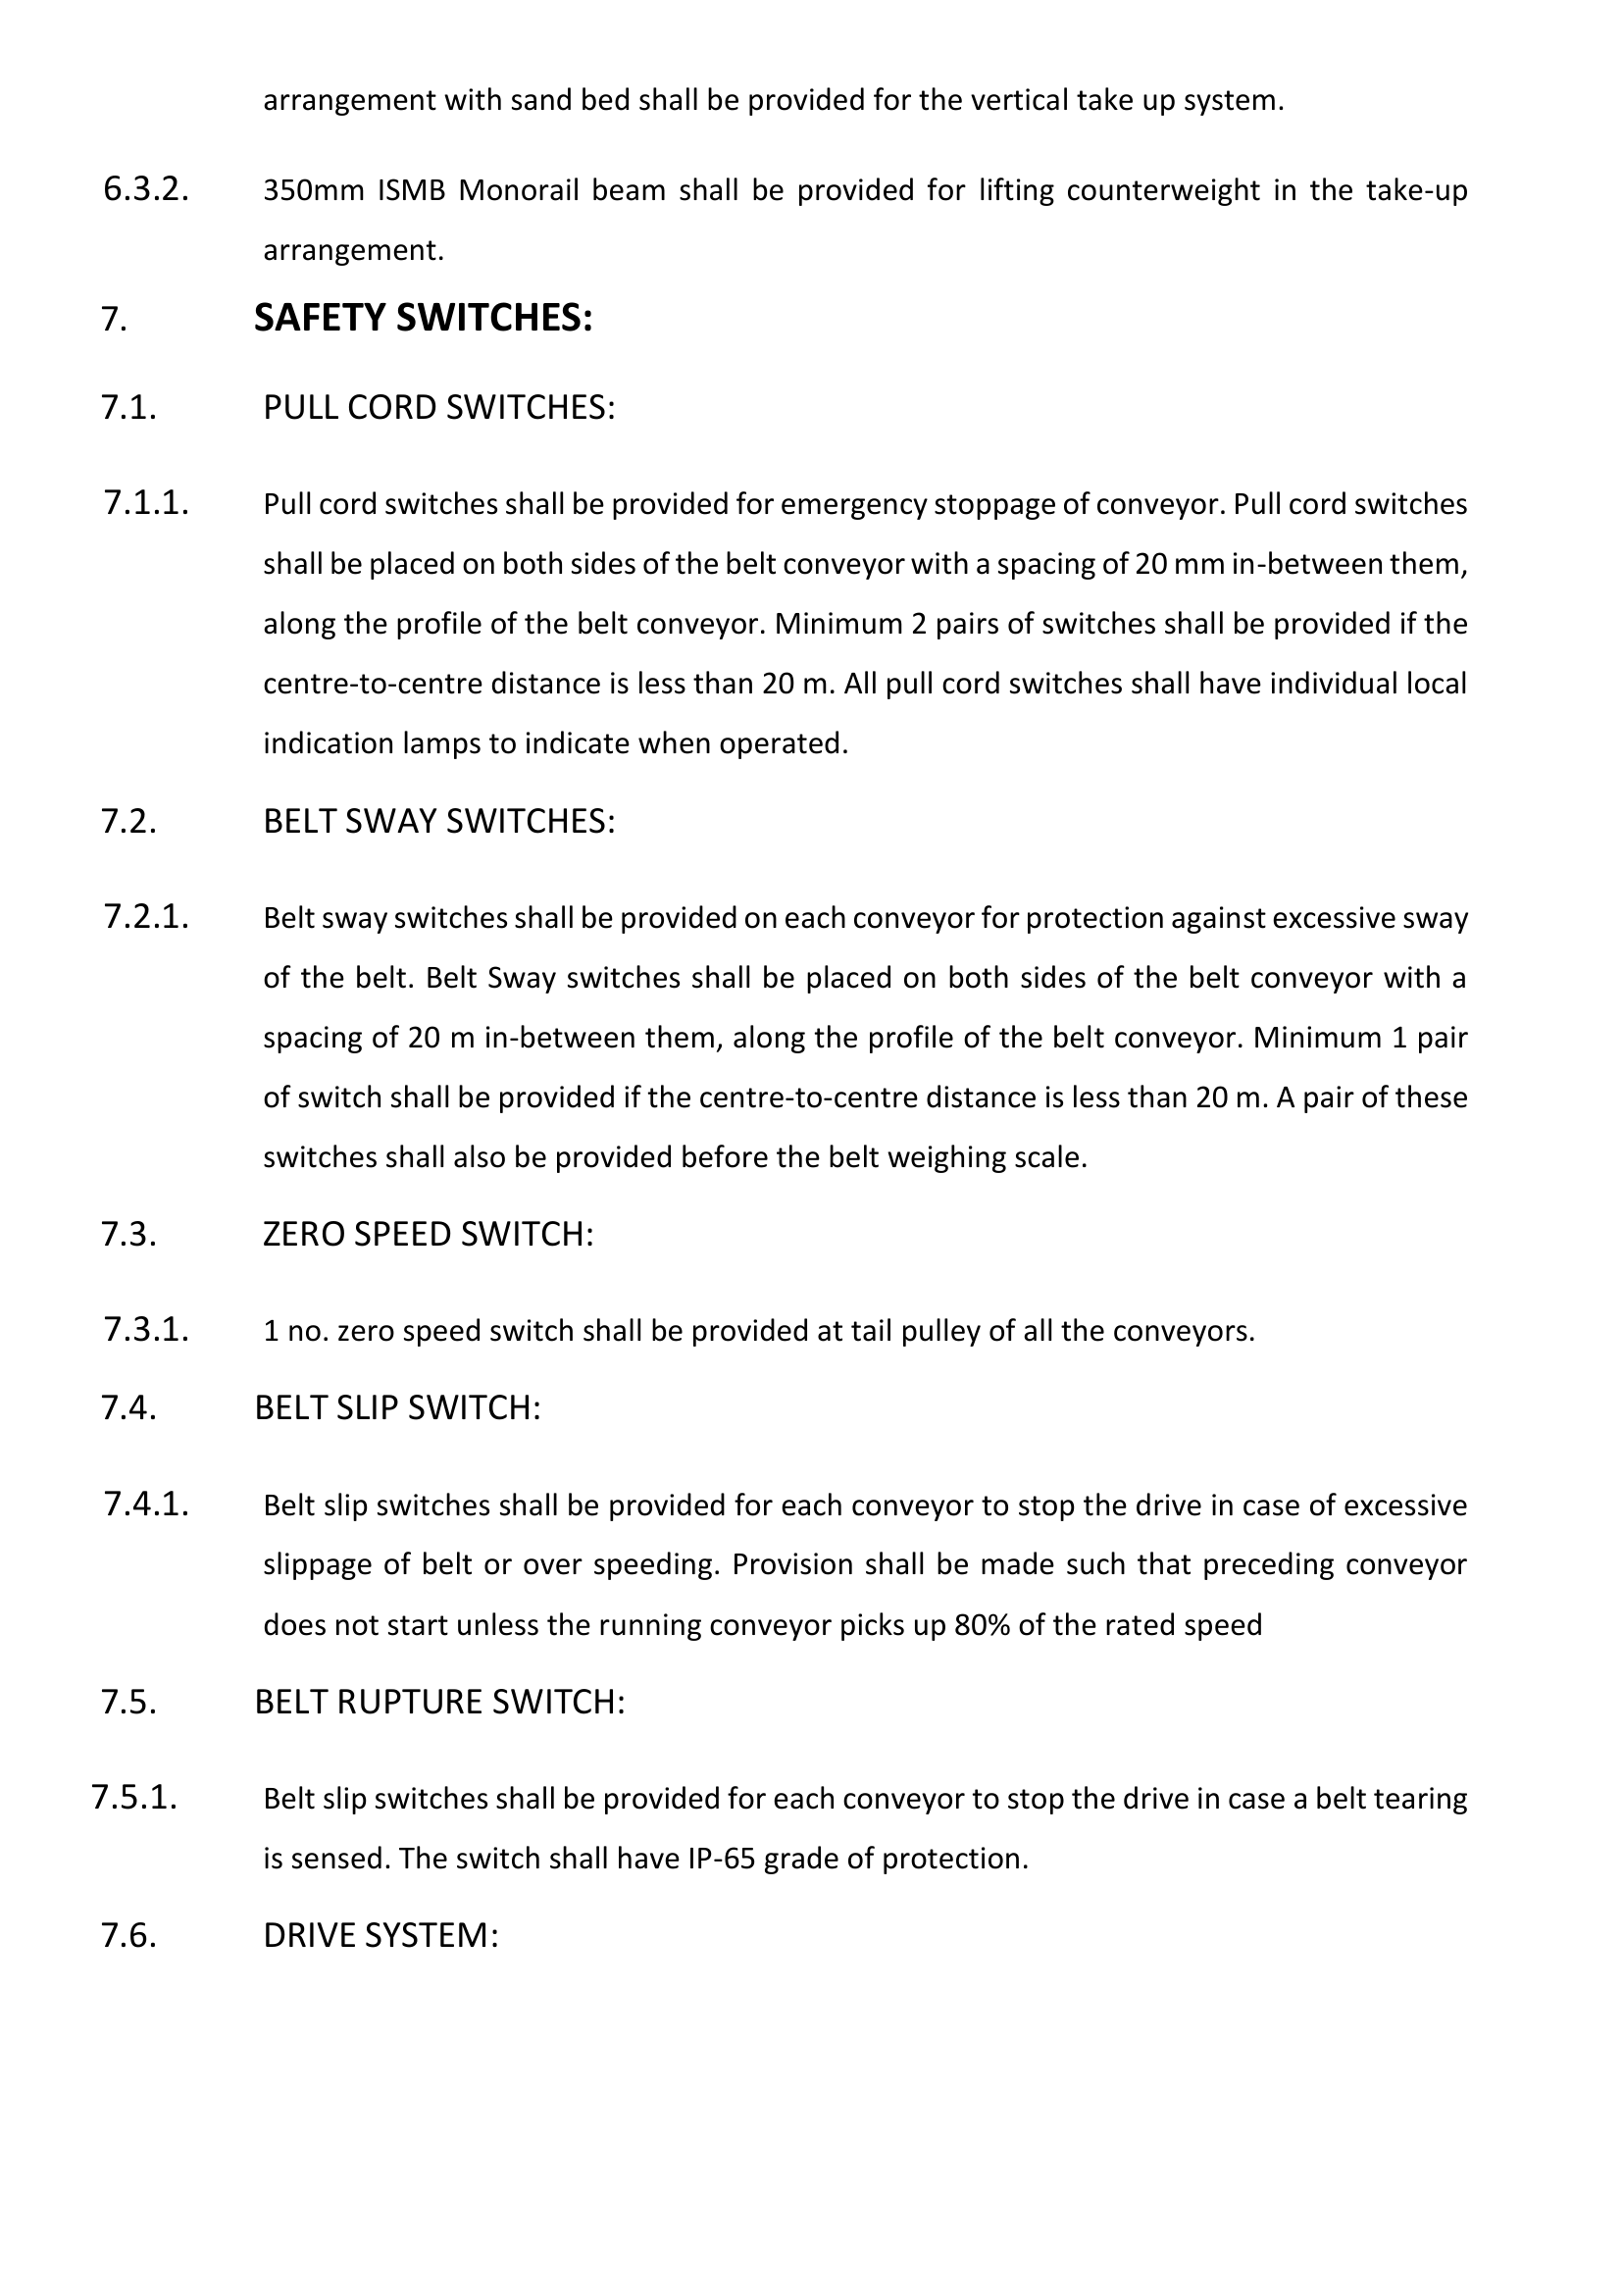 arrangement with sand bed shall be provided for the vertical take up system.
6.3.2. 350mm ISMB Monorail beam shall be provided for lifting counterweight in the take-up
arrangement.
7. SAFETY SWITCHES:
7.1. PULL CORD SWITCHES:
7.1.1. Pull cord switches shall be provided for emergency stoppage of conveyor. Pull cord switches
shall be placed on both sides of the belt conveyor with a spacing of 20 mm in-between them,
along the profile of the belt conveyor. Minimum 2 pairs of switches shall be provided if the
centre-to-centre distance is less than 20 m. All pull cord switches shall have individual local
indication lamps to indicate when operated.
7.2. BELT SWAY SWITCHES:
7.2.1. Belt sway switches shall be provided on each conveyor for protection against excessive sway
of the belt. Belt Sway switches shall be placed on both sides of the belt conveyor with a
spacing of 20 m in-between them, along the profile of the belt conveyor. Minimum 1 pair
of switch shall be provided if the centre-to-centre distance is less than 20 m. A pair of these
switches shall also be provided before the belt weighing scale.
7.3. ZERO SPEED SWITCH:
7.3.1. 1 no. zero speed switch shall be provided at tail pulley of all the conveyors.
7.4. BELT SLIP SWITCH:
7.4.1. Belt slip switches shall be provided for each conveyor to stop the drive in case of excessive
slippage of belt or over speeding. Provision shall be made such that preceding conveyor
does not start unless the running conveyor picks up 80% of the rated speed
7.5. BELT RUPTURE SWITCH:
7.5.1. Belt slip switches shall be provided for each conveyor to stop the drive in case a belt tearing
is sensed. The switch shall have IP-65 grade of protection.
7.6. DRIVE SYSTEM: